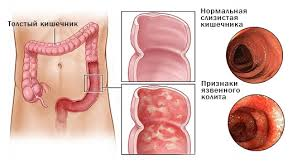 Толстый кишечник
Нормальная
слизистая
кишечника
Признаки
язвенного
колита